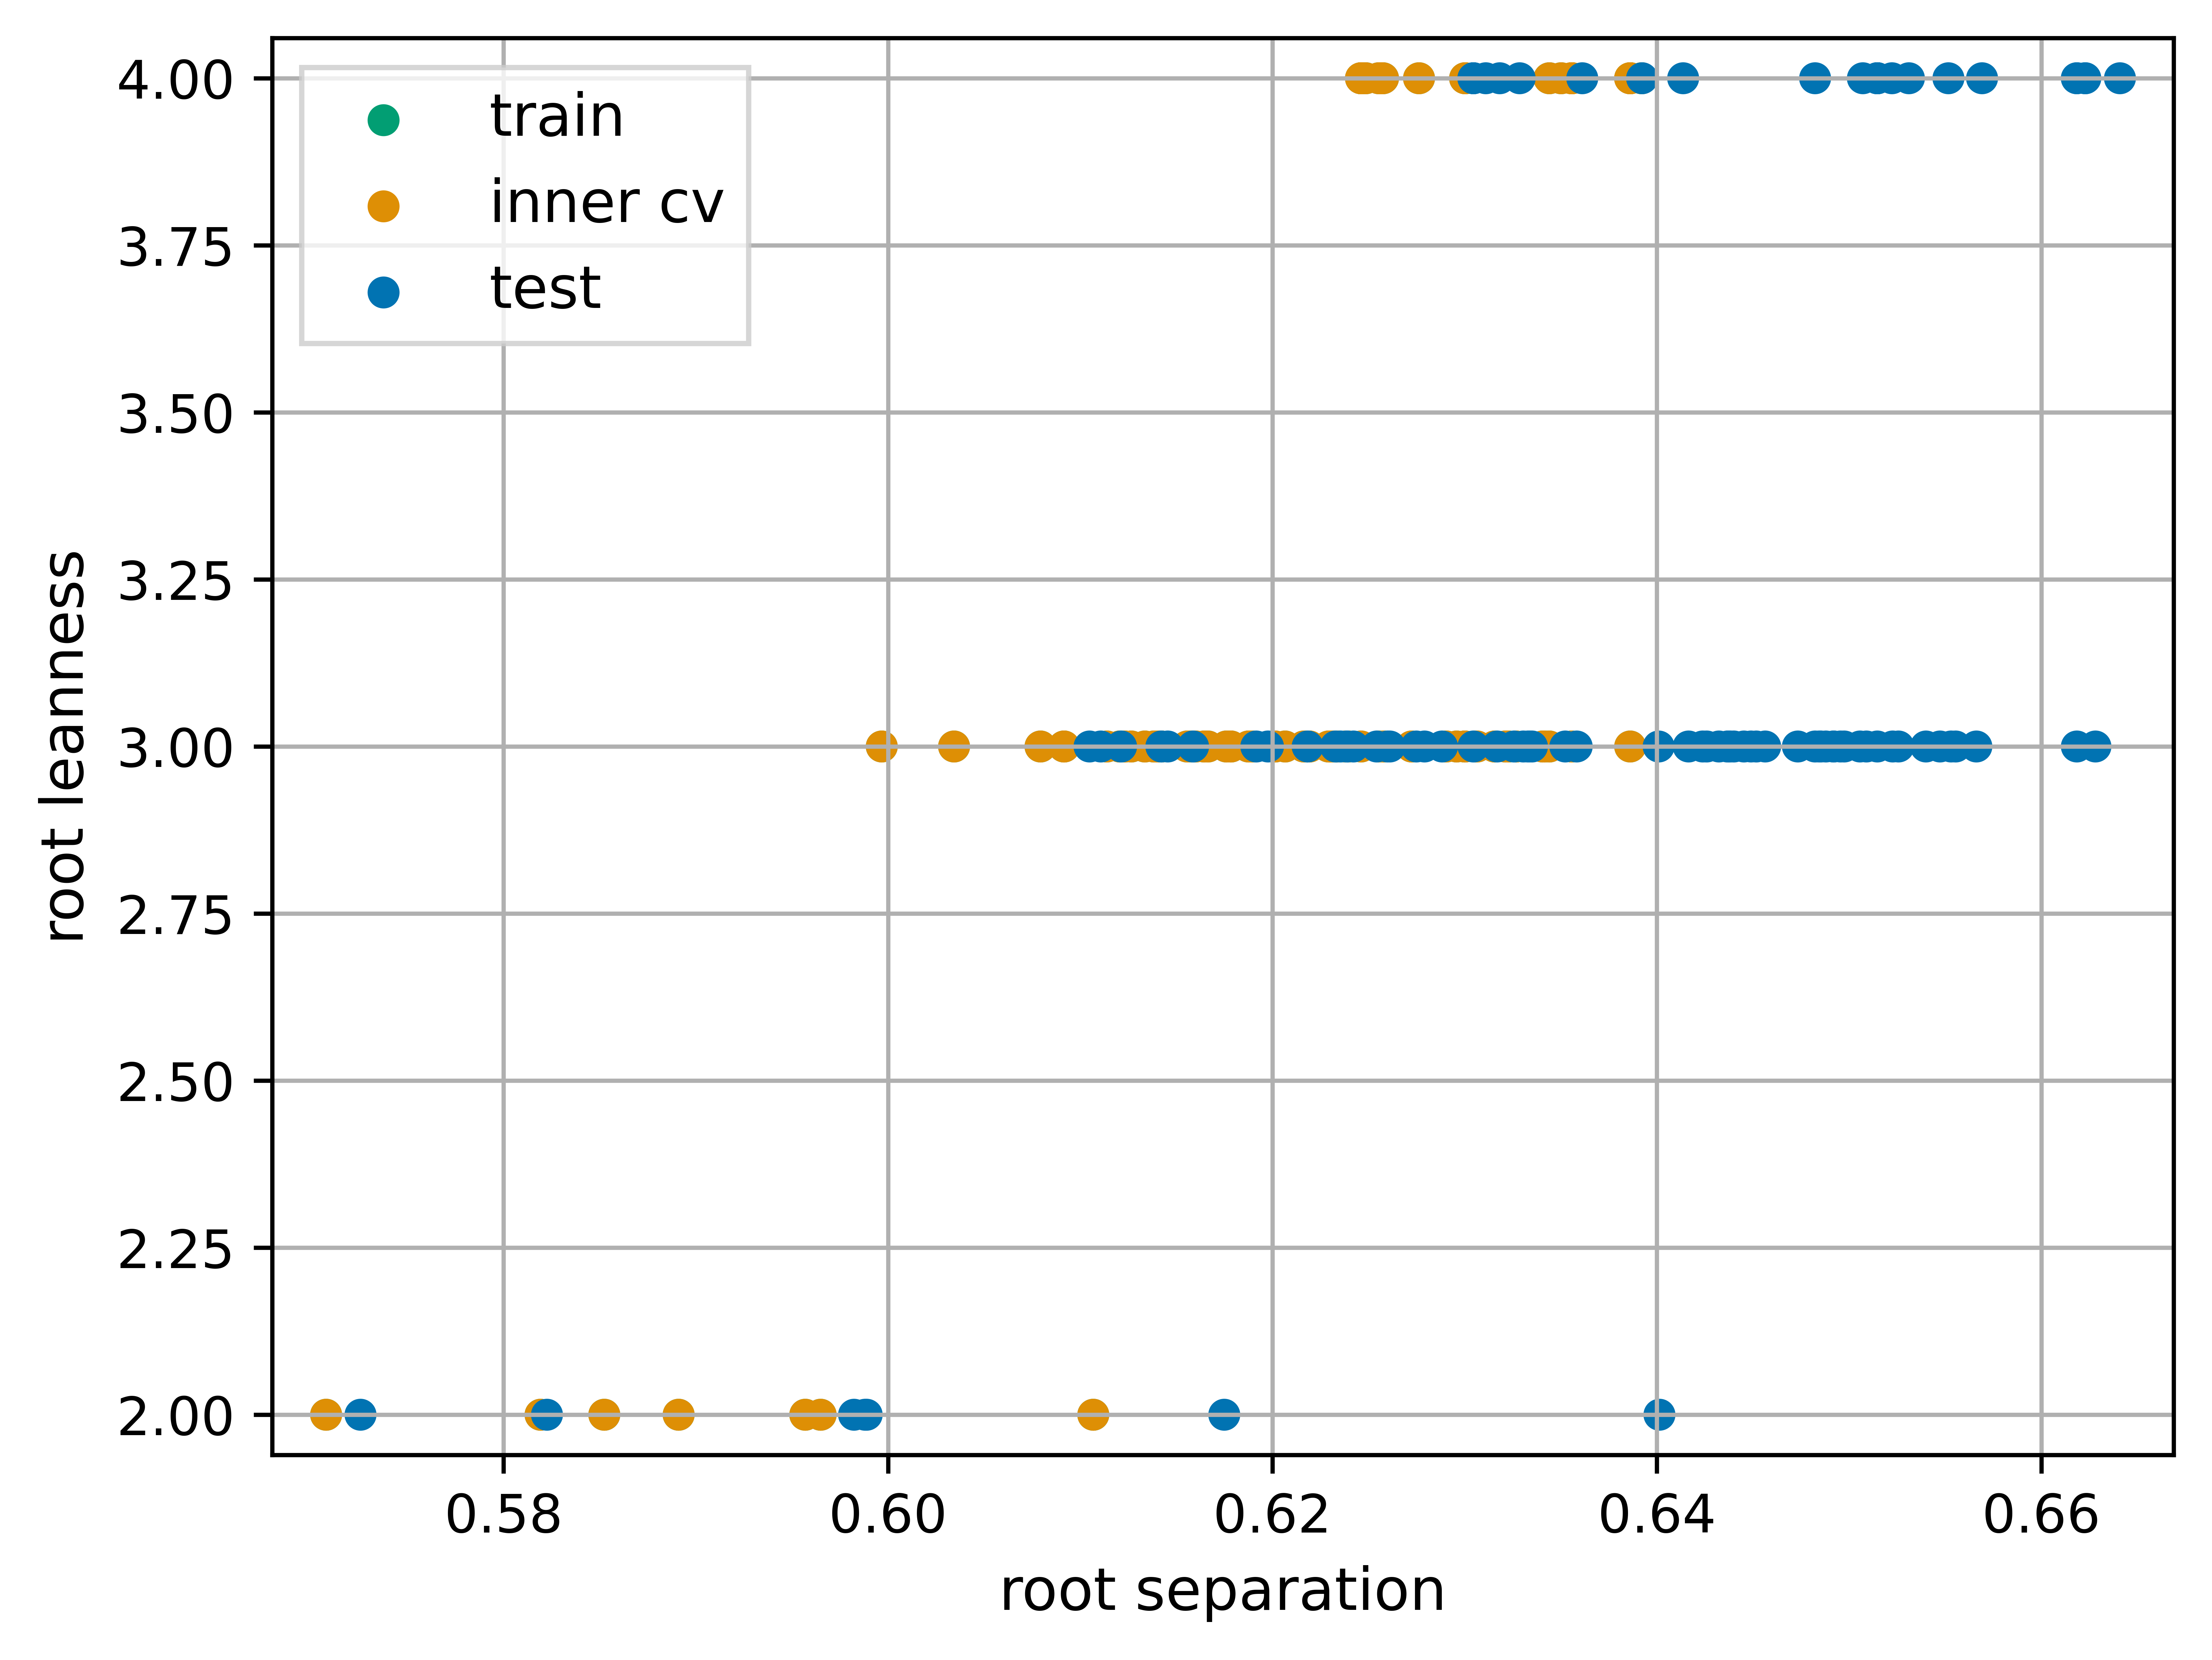 4.00
3.75
3.50
3.25
3.00
2.75
2.50
2.25
2.00
root leanness
train
inner cv
test
0.58 0.60 0.62 0.64 0.66
root separation